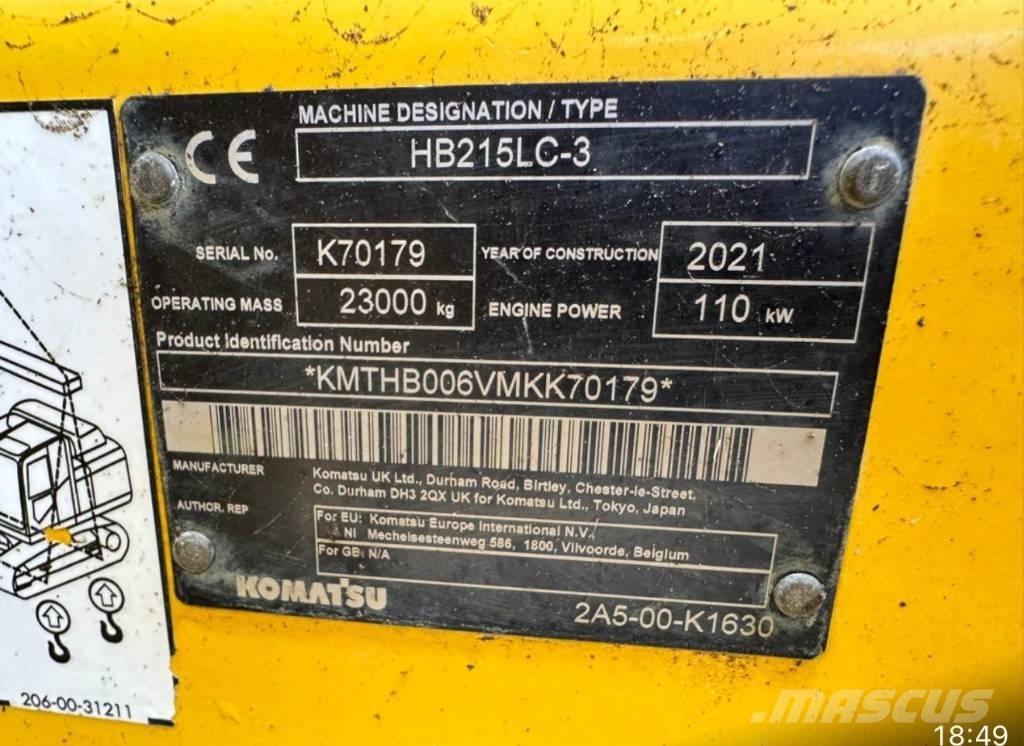 CE
MACHINE DESIGNATION / TYPE
HB215LC-3
SERIAL No. K70179 YEAR OF CONSTRUCTION 2021
OPERATING MASS 23000 kg ENGINE POWER 110 kW
Product Identification Number
*KMTHB006VMKK70179*
MANUFACTURER Komatsu UK Ltd., Durham Road, Birtley, Chester-le-Street,
Co. Durham DH3 2QX UK for Komatsu Ltd., Tokyo, Japan
AUTHOR. REP
For EU: Komatsu Europe International N.V.,
& NI Mechelsesteenweg 586, 1800, Vilvoorde, Belgium
For GB: N/A
KOMATSU
2A5-00-K1630
206-00-31211
MASCUS
18:49